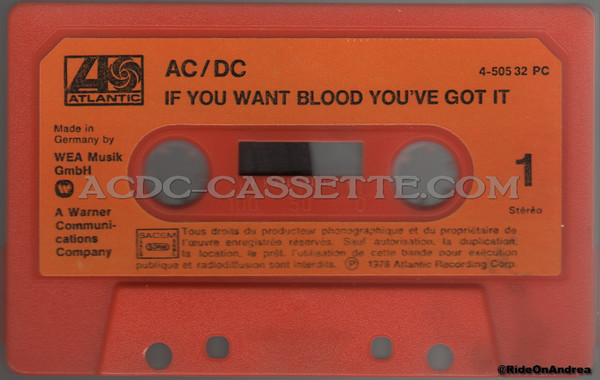 ATLANTIC
AC/DC
4-50532 PC
IF YOU WANT BLOOD YOU'VE GOT IT
Made in
Germany by
WEA Musik
GmbH
A Warner
Communi-
cations
Company
1
Stéréo
ACDC-CASSETTE.COM
SACEM
Tous droits du producteur phonographique et du propriétaire de
l'œuvre enregistrée réservés. Sauf autorisation, la duplication,
la location, le prêt, l'utilisation de cette bande pour exécution
publique et radiodiffusion sont interdits. Ⓟ 1978 Atlantic Recording Corp.
@RideOnAndrea